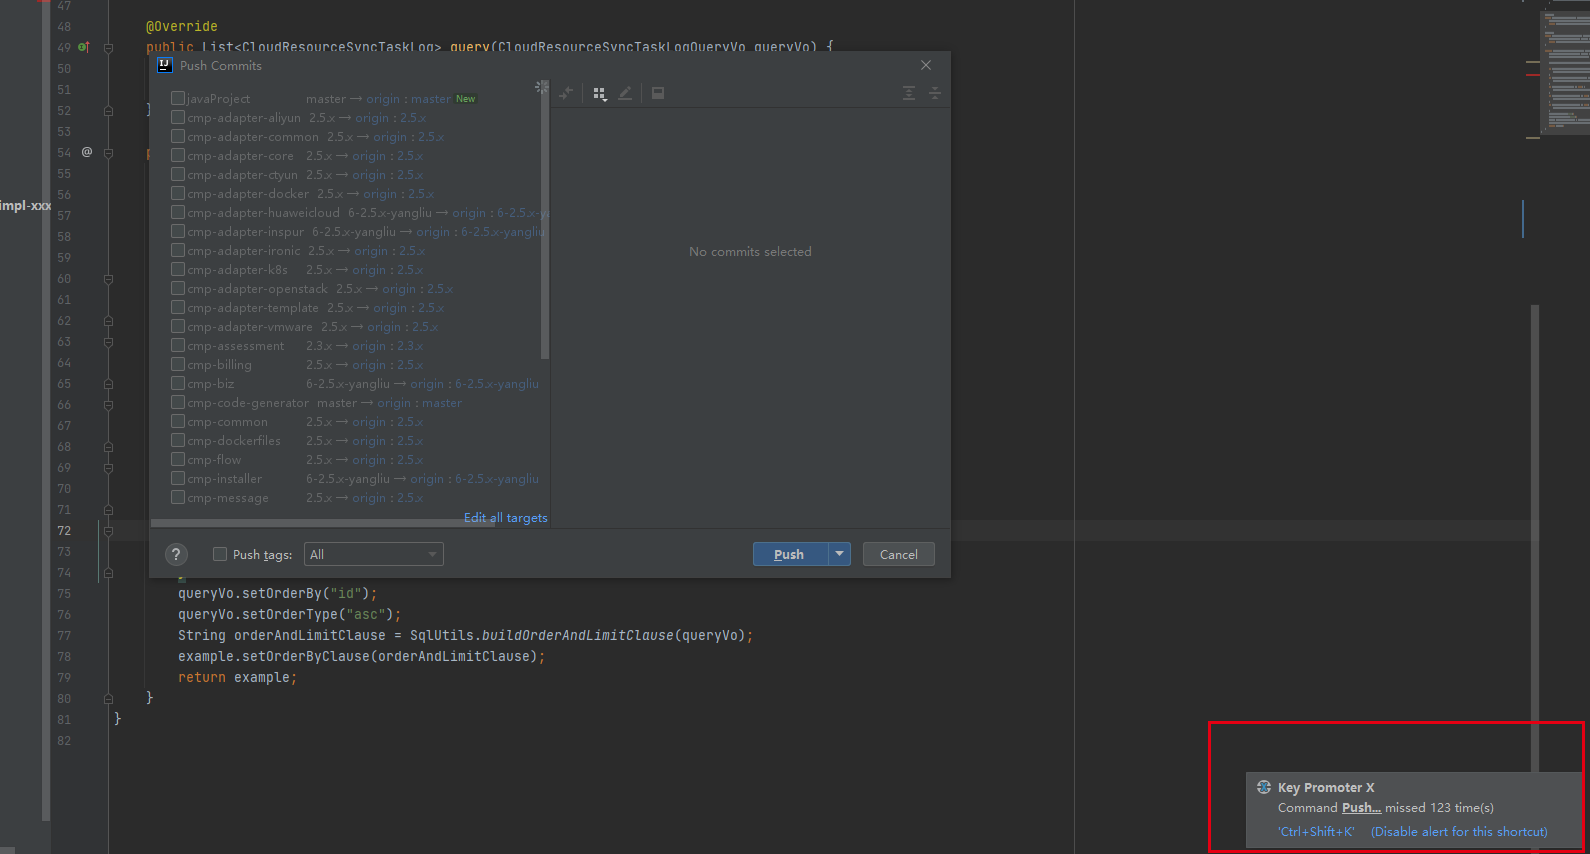 47
48 @Override
49 public List<CloudResourceSyncTaskLog> query(CloudResourceSyncTaskLogQueryVo queryVo) {
50
51
52 }
53
54 @
55
56
impl-xxx
57
58
59
60
61
62
63
64
65
66
67
68
69
70
71
72
73
74
75 queryVo.setOrderBy("id");
76 queryVo.setOrderType("asc");
77 String orderAndLimitClause = SqlUtils.buildOrderAndLimitClause(queryVo);
78 example.setOrderByClause(orderAndLimitClause);
79 return example;
80 }
81 }
82
Push Commits
javaProject master → origin : master New
cmp-adapter-aliyun 2.5.x → origin : 2.5.x
cmp-adapter-common 2.5.x → origin : 2.5.x
cmp-adapter-core 2.5.x → origin : 2.5.x
cmp-adapter-ctyun 2.5.x → origin : 2.5.x
cmp-adapter-docker 2.5.x → origin : 2.5.x
cmp-adapter-huaweicloud 6-2.5.x-yangliu → origin : 6-2.5.x-ya
cmp-adapter-inspur 6-2.5.x-yangliu → origin : 6-2.5.x-yangliu
cmp-adapter-ironic 2.5.x → origin : 2.5.x
cmp-adapter-k8s 2.5.x → origin : 2.5.x
cmp-adapter-openstack 2.5.x → origin : 2.5.x
cmp-adapter-template 2.5.x → origin : 2.5.x
cmp-adapter-vmware 2.5.x → origin : 2.5.x
cmp-assessment 2.3.x → origin : 2.3.x
cmp-billing 2.5.x → origin : 2.5.x
cmp-biz 6-2.5.x-yangliu → origin : 6-2.5.x-yangliu
cmp-code-generator master → origin : master
cmp-common 2.5.x → origin : 2.5.x
cmp-dockerfiles 2.5.x → origin : 2.5.x
cmp-flow 2.5.x → origin : 2.5.x
cmp-installer 6-2.5.x-yangliu → origin : 6-2.5.x-yangliu
cmp-message 2.5.x → origin : 2.5.x
Edit all targets
No commits selected
? Push tags: All Push Cancel
Key Promoter X
Command Push... missed 123 time(s)
'Ctrl+Shift+K' (Disable alert for this shortcut)